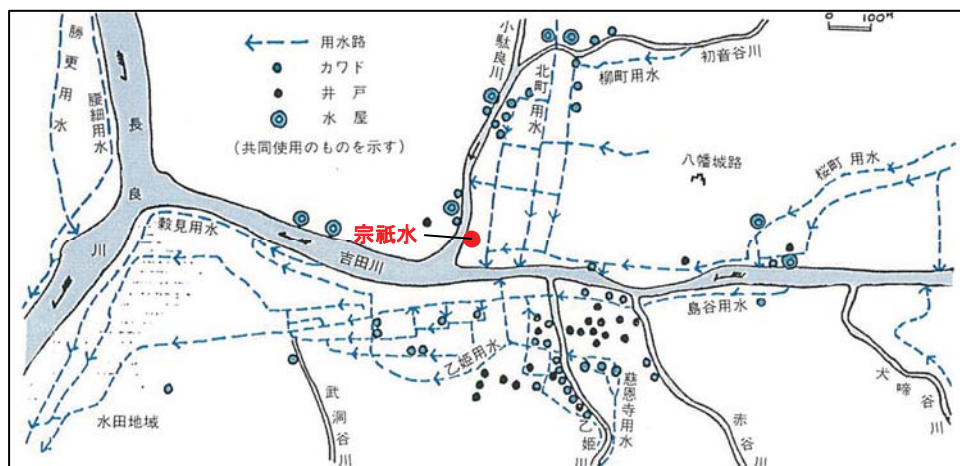 用水路
カワド
井戸
水屋
(共同使用のものを示す)
0 100M
勝更用水
腰細用水
長良川
小駄良川
北町用水
柳町用水
初音谷川
八幡城路
桜町用水
穀見用水
宗祇水
吉田川
島谷用水
乙姫用水
慈恩寺用水
水田地域
武洞谷川
乙姫川
赤谷川
犬啼谷川